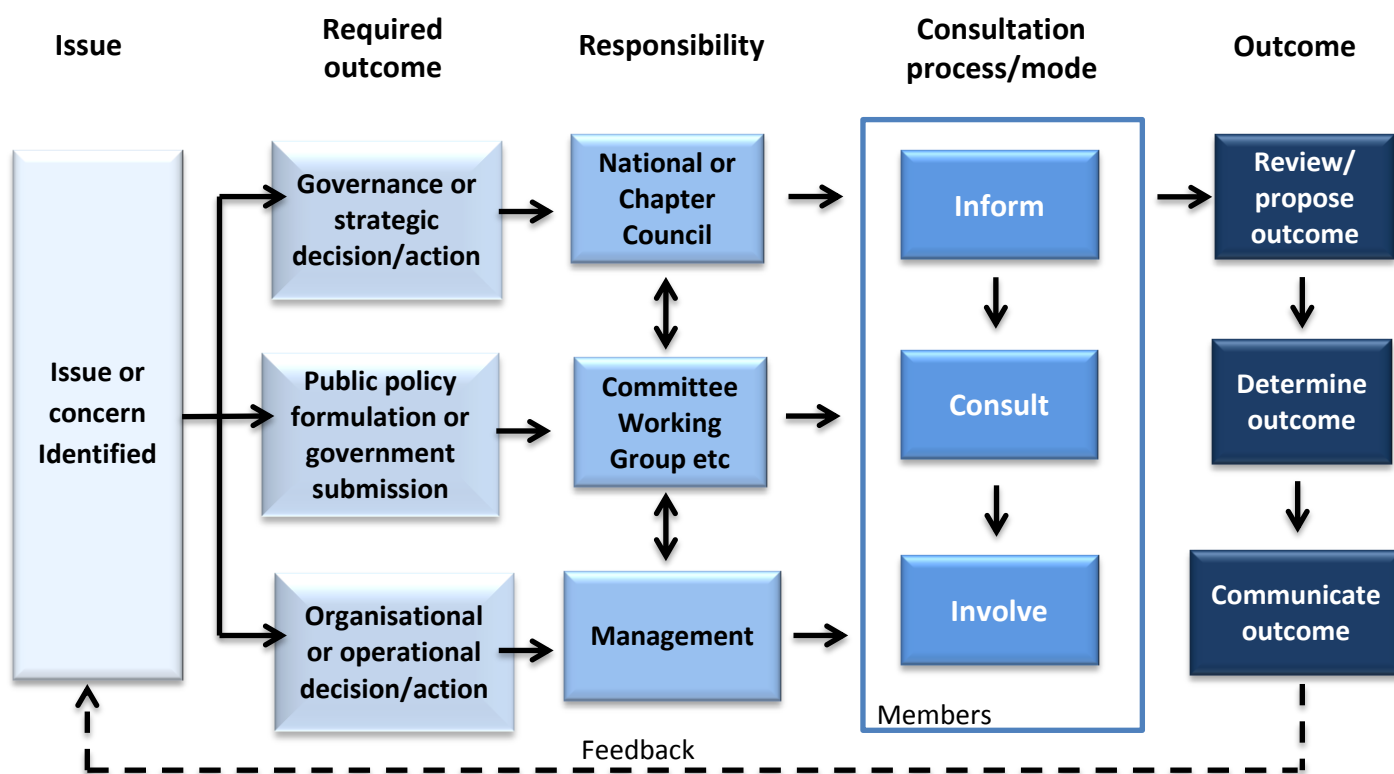 Issue
Required
outcome
Responsibility
Consultation
process/mode
Outcome
Issue or
concern
Identified
Governance or
strategic
decision/action
National or
Chapter
Council
Inform
Review/
propose
outcome
Public policy
formulation or
government
submission
Committee
Working
Group etc
Consult
Determine
outcome
Organisational
or operational
decision/action
Management
Involve
Communicate
outcome
Members
Feedback